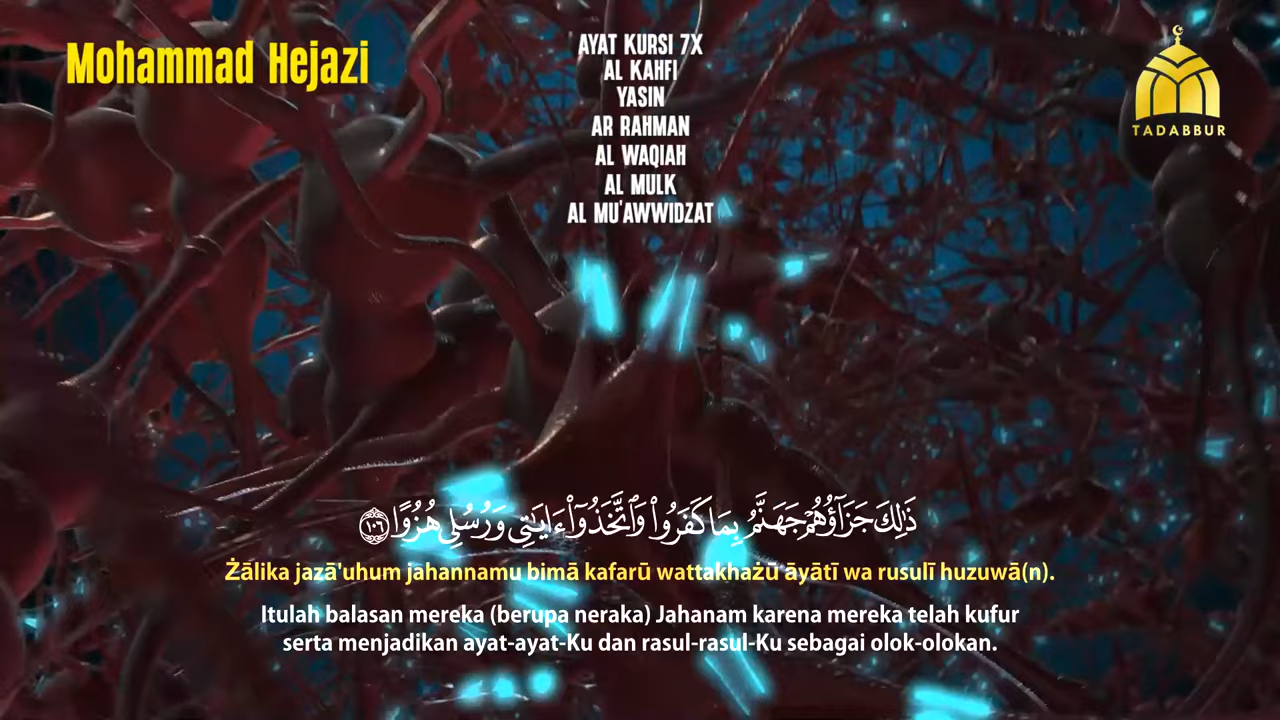 Mohammad Hejazi
AYAT KURSI 7X
AL KAHFI
YASIN
AR RAHMAN
AL WAQIAH
AL MULK
AL MU'AWWIDZAT
TADABBUR
ذَٰلِكَ جَزَآؤُهُمْ جَهَنَّمُ بِمَا كَفَرُوا۟ وَٱتَّخَذُوٓا۟ ءَايَٰتِى وَرُسُلِى هُزُوًا ١٠٦
Żālika jazā'uhum jahannamu bimā kafarū wattakhażū āyātī wa rusulī huzuwā(n).
Itulah balasan mereka (berupa neraka) Jahanam karena mereka telah kufur
serta menjadikan ayat-ayat-Ku dan rasul-rasul-Ku sebagai olok-olokan.